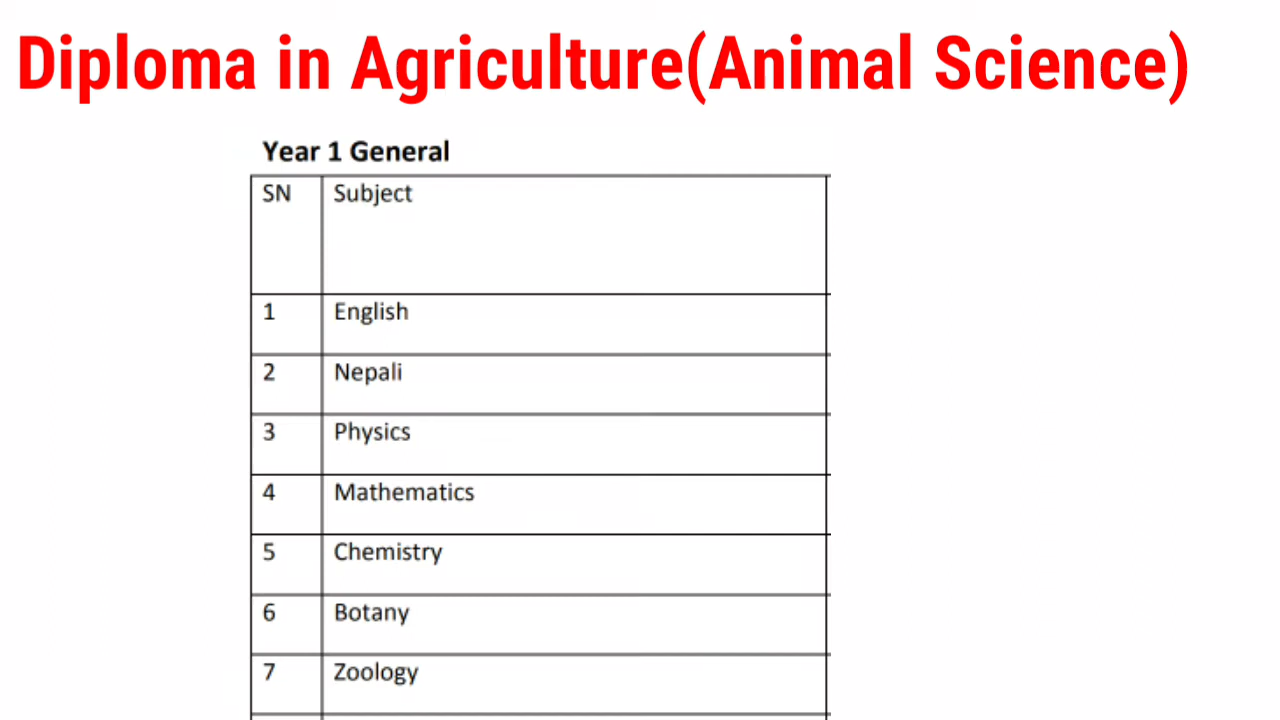 Diploma in Agriculture(Animal Science)
Year 1 General
SN Subject
1 English
2 Nepali
3 Physics
4 Mathematics
5 Chemistry
6 Botany
7 Zoology